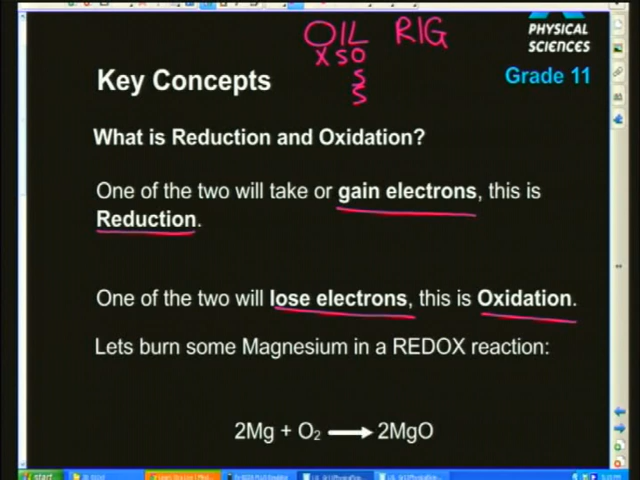 OIL RIG
XSO
S
S
PHYSICAL
SCIENCES
Grade 11
Key Concepts
What is Reduction and Oxidation?
One of the two will take or gain electrons, this is
Reduction.
One of the two will lose electrons, this is Oxidation.
Lets burn some Magnesium in a REDOX reaction:
2Mg + O₂ ⟶ 2MgO
start